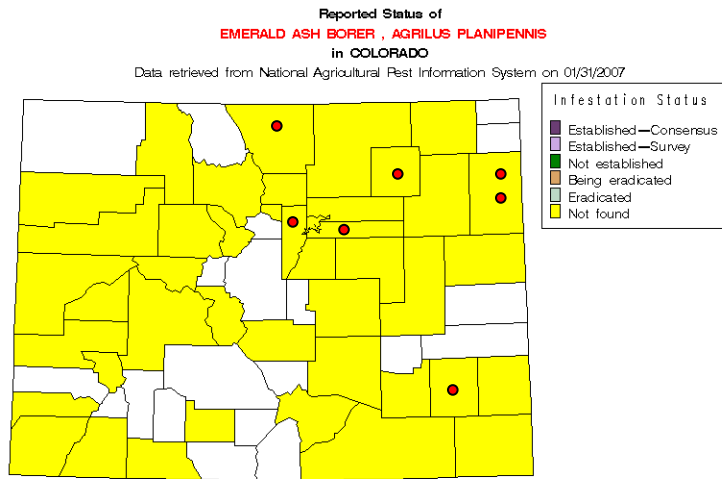 Reported Status of
EMERALD ASH BORER , AGRILUS PLANIPENNIS
in COLORADO
Data retrieved from National Agricultural Pest Information System on 01/31/2007
Infestation Status
Established—Consensus
Established—Survey
Not established
Being eradicated
Eradicated
Not found